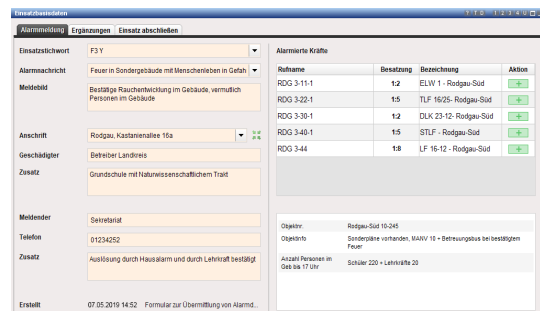 Einsatzbasisdaten
Alarmmeldung Ergänzungen Einsatz abschließen
Einsatzstichwort
F3 Y
Alarmnachricht
Feuer in Sondergebäude mit Menschenleben in Gefah
Meldebild
Bestätige Rauchentwicklung im Gebäude, vermutlich
Personen im Gebäude
Anschrift
Rodgau, Kastanienallee 16a
Geschädigter
Betreiber Landkreis
Zusatz
Grundschule mit Naturwissenschaftlichem Trakt
Meldender
Sekretariat
Telefon
01234252
Zusatz
Auslösung durch Hausalarm und durch Lehrkraft bestätigt
Erstellt
07.05.2019 14:52 Formular zur Übermittlung von Alarmd...
Alarmierte Kräfte
Rufname Besatzung Bezeichnung Aktion
RDG 3-11-1 1:2 ELW 1 - Rodgau-Süd +
RDG 3-22-1 1:5 TLF 16/25- Rodgau-Süd +
RDG 3-30-1 1:2 DLK 23-12- Rodgau-Süd +
RDG 3-40-1 1:5 STLF - Rodgau-Süd +
RDG 3-44 1:8 LF 16-12 - Rodgau-Süd +
Objektnr. Rodgau-Süd 10-245
Objektinfo Sonderpläne vorhanden, MANV 10 + Betreuungsbus bei bestätigtem
Feuer
Anzahl Personen im
Geb bis 17 Uhr
Schüler 220 + Lehrkräfte 20